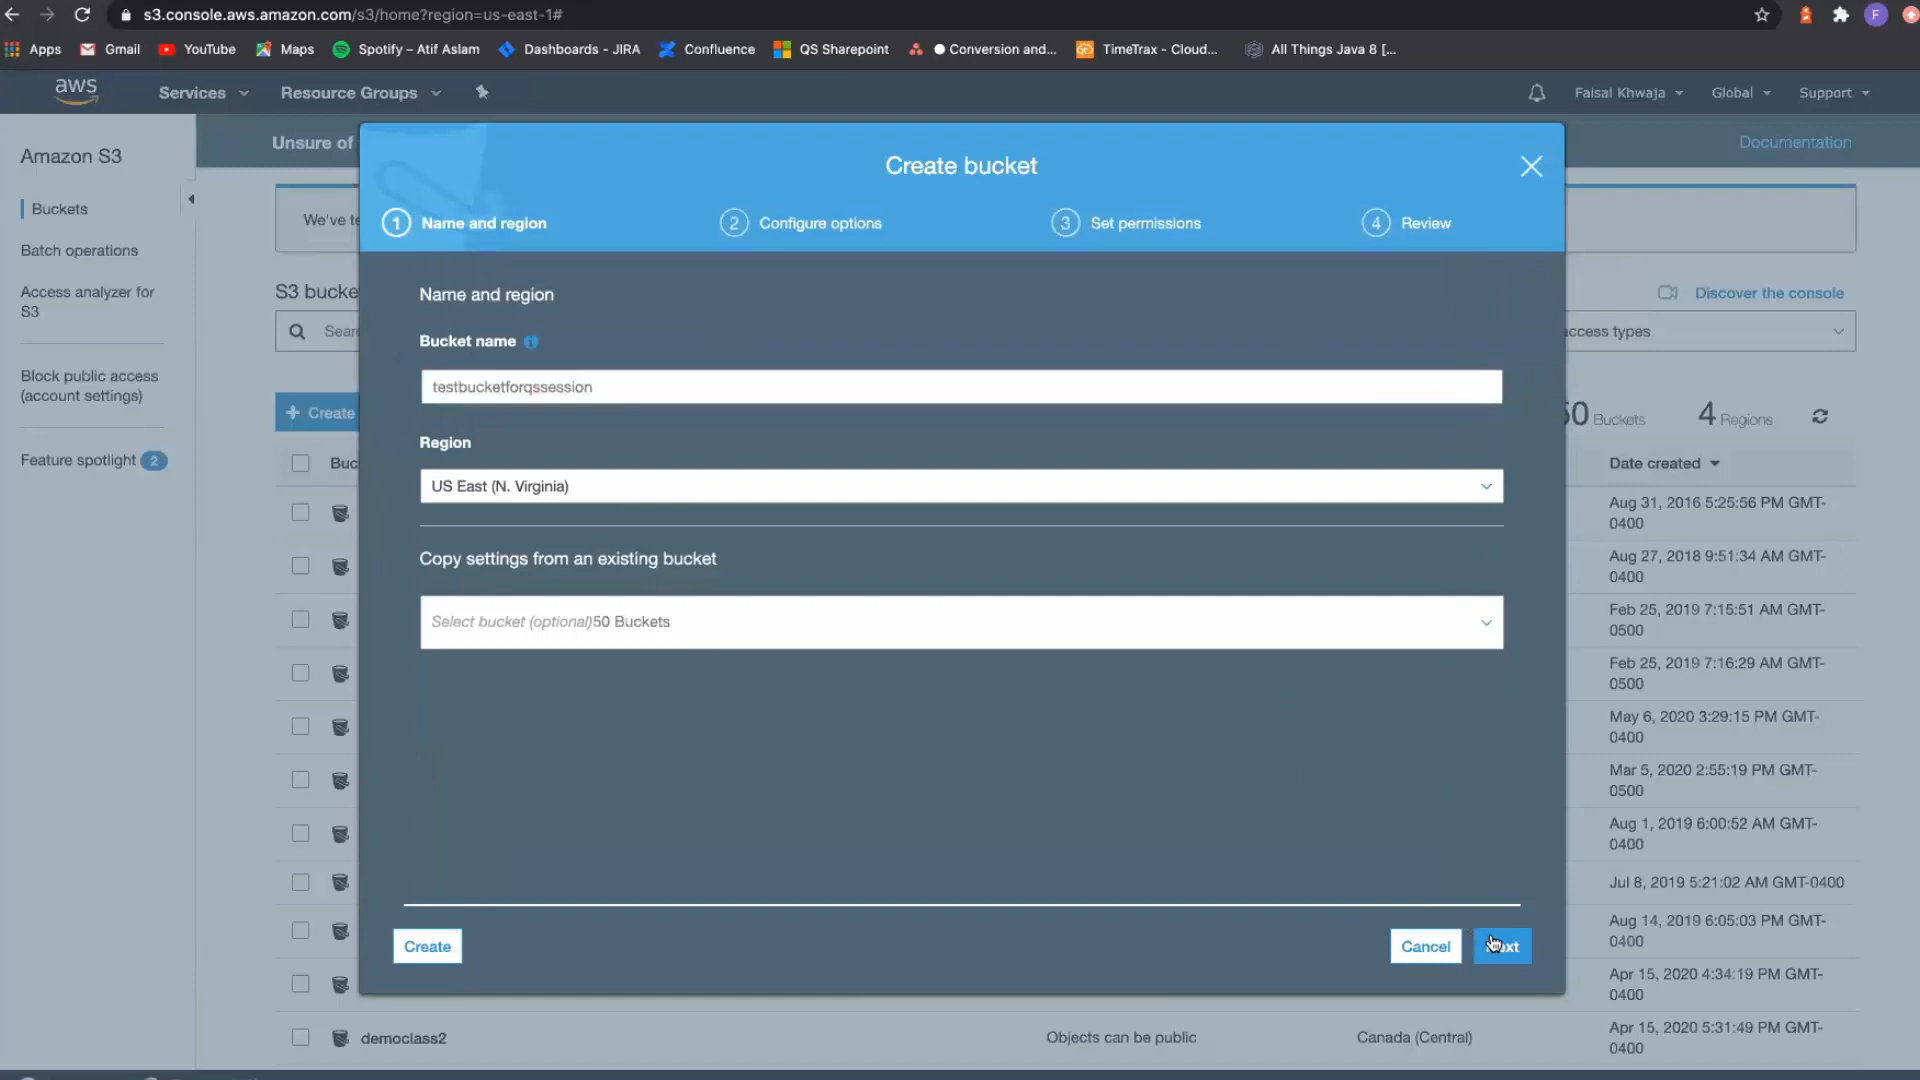 s3.console.aws.amazon.com/s3/home?region=us-east-1#
F
Apps Gmail YouTube Maps Spotify – Atif Aslam Dashboards - JIRA Confluence QS Sharepoint Conversion and... TimeTrax - Cloud... All Things Java 8 [...
aws Services Resource Groups Faisal Khwaja Global Support
Amazon S3
Buckets
Batch operations
Access analyzer for
S3
Block public access
(account settings)
Feature spotlight 2
Unsure of
Documentation
We've te
S3 bucke
Discover the console
Sear
ccess types
Create
50 Buckets 4 Regions
Buc
Date created
Create bucket
1 Name and region 2 Configure options 3 Set permissions 4 Review
Name and region
Bucket name
testbucketforqssession
Region
US East (N. Virginia)
Copy settings from an existing bucket
Select bucket (optional)50 Buckets
Create Cancel ext
Aug 31, 2016 5:25:56 PM GMT-
0400
Aug 27, 2018 9:51:34 AM GMT-
0400
Feb 25, 2019 7:15:51 AM GMT-
0500
Feb 25, 2019 7:16:29 AM GMT-
0500
May 6, 2020 3:29:15 PM GMT-
0400
Mar 5, 2020 2:55:19 PM GMT-
0500
Aug 1, 2019 6:00:52 AM GMT-
0400
Jul 8, 2019 5:21:02 AM GMT-0400
Aug 14, 2019 6:05:03 PM GMT-
0400
Apr 15, 2020 4:34:19 PM GMT-
0400
democlass2 Objects can be public Canada (Central) Apr 15, 2020 5:31:49 PM GMT-
0400